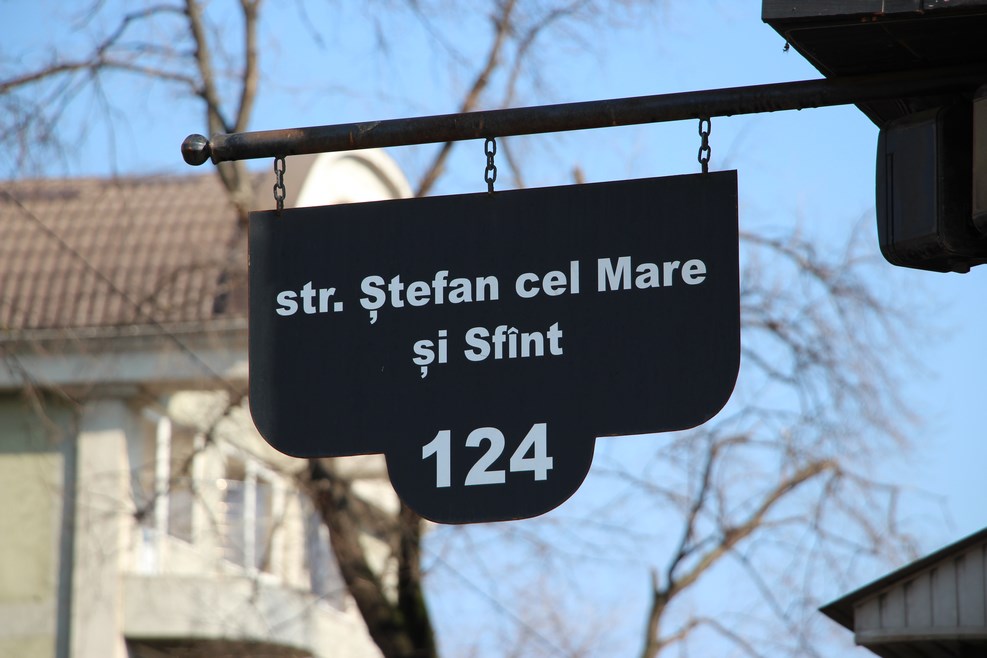 str. Ștefan cel Mare
și Sfînt
124